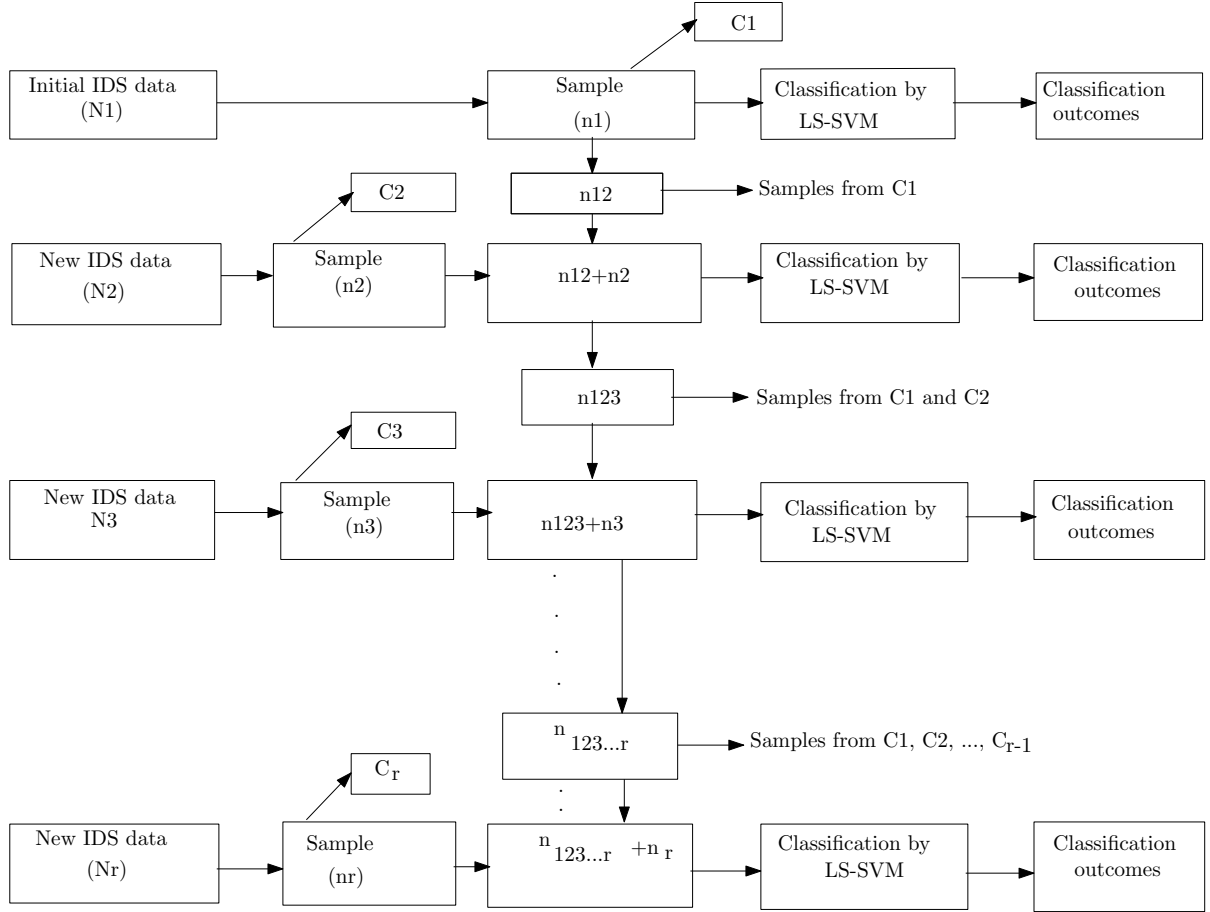 C1
Initial IDS data
(N1)
Sample
(n1)
Classification by
LS-SVM
Classification
outcomes
n12
Samples from C1
C2
New IDS data
(N2)
Sample
(n2)
n12+n2
Classification by
LS-SVM
Classification
outcomes
n123
Samples from C1 and C2
C3
New IDS data
N3
Sample
(n3)
n123+n3
Classification by
LS-SVM
Classification
outcomes
n 123...r
Samples from C1, C2, ..., Cr-1
Cr
New IDS data
(Nr)
Sample
(nr)
n 123...r +n r
Classification by
LS-SVM
Classification
outcomes